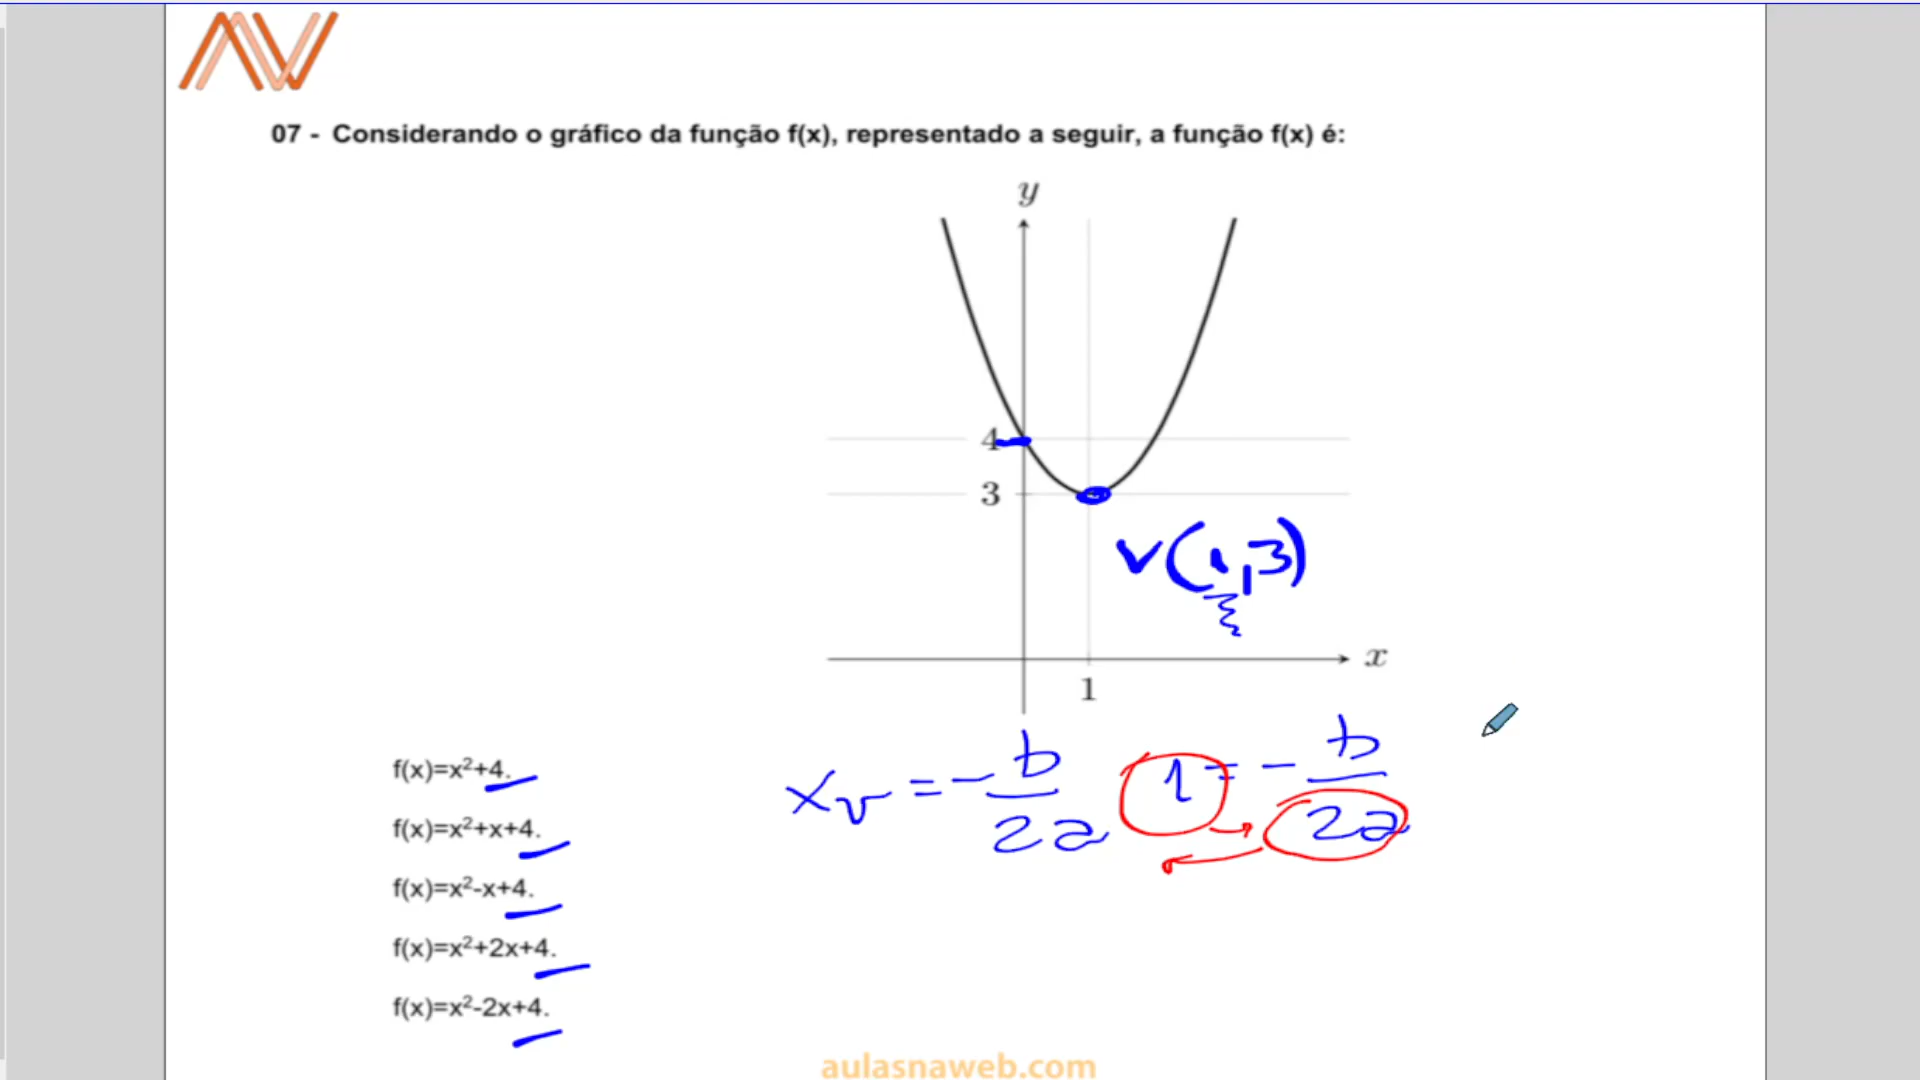 07 - Considerando o gráfico da função f(x), representado a seguir, a função f(x) é:
y
4
3
V(1,3)
x
1
f(x)=x²+4.
f(x)=x²+x+4.
f(x)=x²-x+4.
f(x)=x²+2x+4.
f(x)=x²-2x+4.
xv = - b/2a 1 = - b/2a
aulasnaweb.com